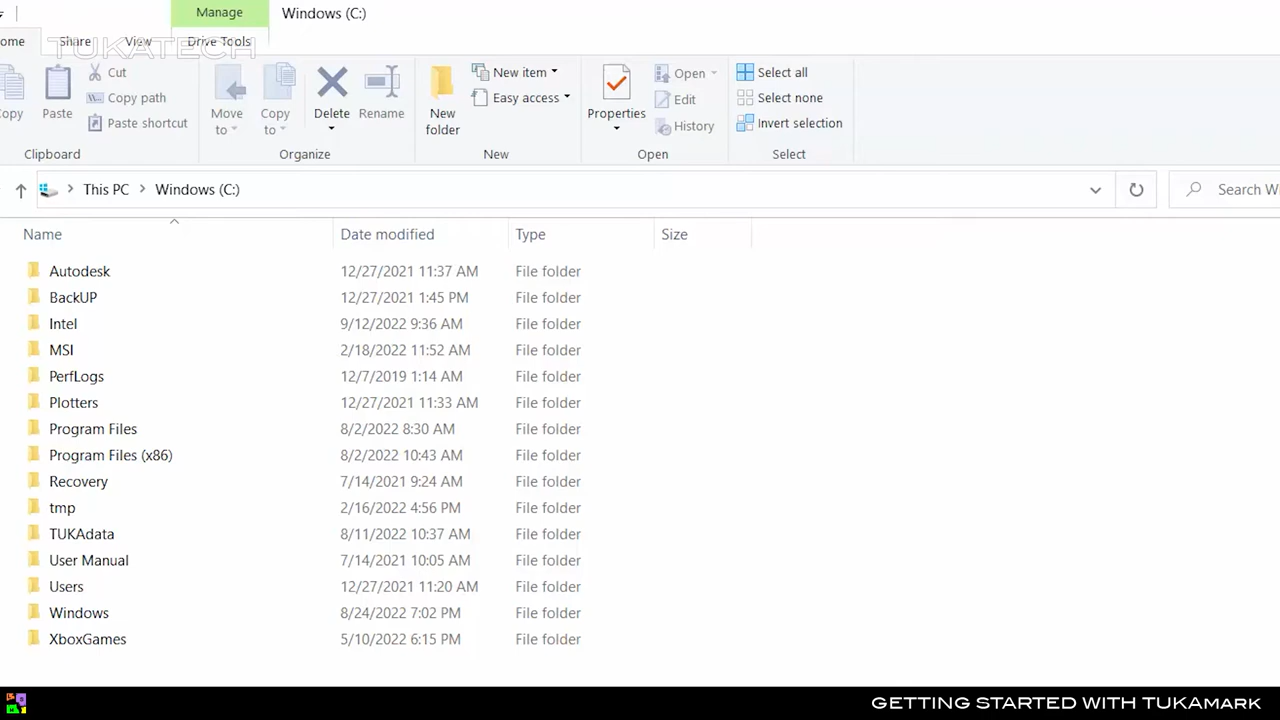 Manage
Windows (C:)
ome
Share
View
Drive Tools
TUKATECH
Cut
Copy path
Paste shortcut
opy
Paste
Clipboard
Move to
Copy to
Delete
Rename
Organize
New folder
New item
Easy access
New
Properties
Open
Edit
History
Open
Select all
Select none
Invert selection
Select
This PC > Windows (C:)
Search Wi
Name Date modified Type Size
Autodesk 12/27/2021 11:37 AM File folder
BackUP 12/27/2021 1:45 PM File folder
Intel 9/12/2022 9:36 AM File folder
MSI 2/18/2022 11:52 AM File folder
PerfLogs 12/7/2019 1:14 AM File folder
Plotters 12/27/2021 11:33 AM File folder
Program Files 8/2/2022 8:30 AM File folder
Program Files (x86) 8/2/2022 10:43 AM File folder
Recovery 7/14/2021 9:24 AM File folder
tmp 2/16/2022 4:56 PM File folder
TUKAdata 8/11/2022 10:37 AM File folder
User Manual 7/14/2021 10:05 AM File folder
Users 12/27/2021 11:20 AM File folder
Windows 8/24/2022 7:02 PM File folder
XboxGames 5/10/2022 6:15 PM File folder
GETTING STARTED WITH TUKAMARK